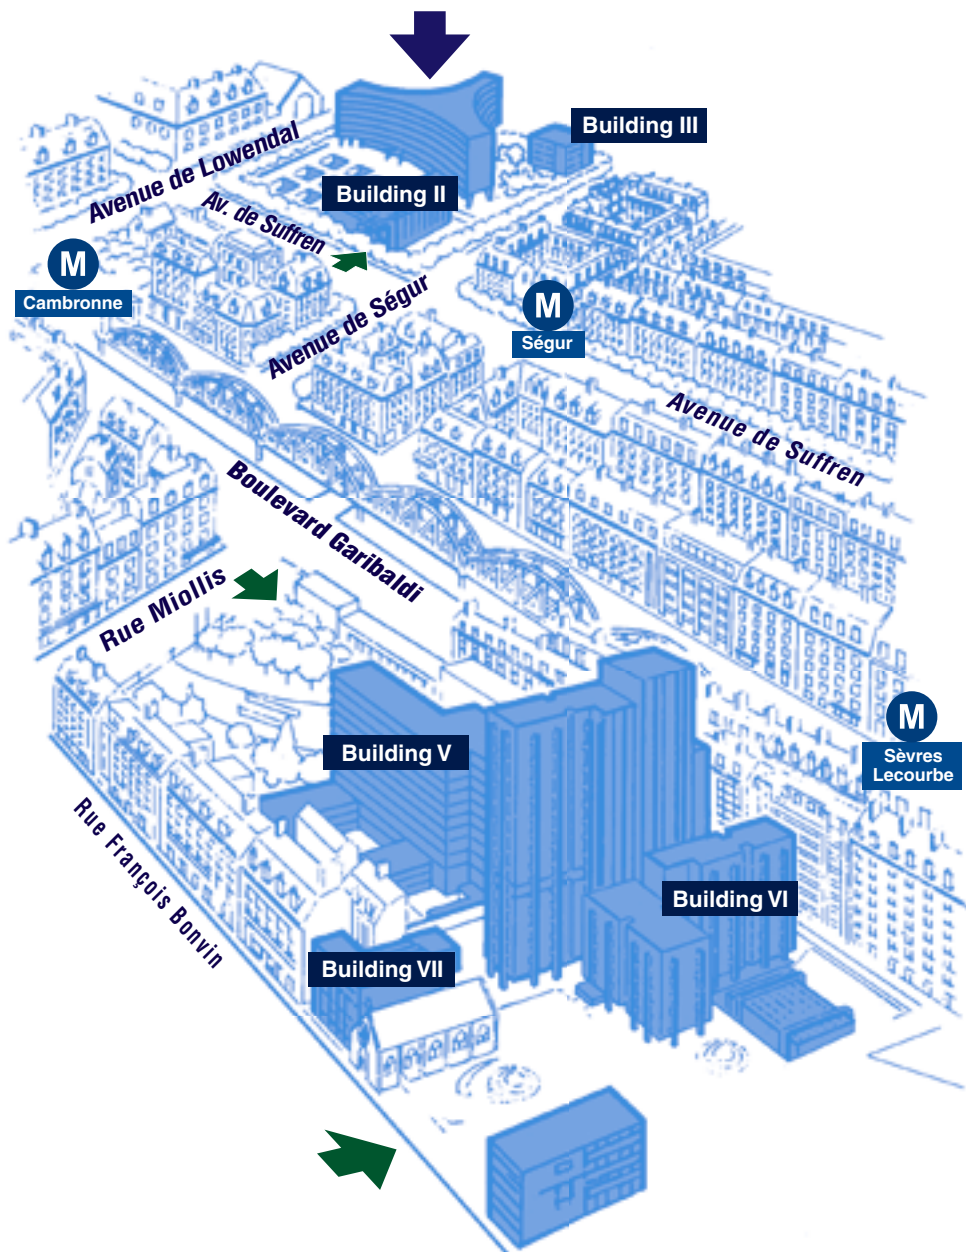 Building III
Avenue de Lowendal
Building II
Av. de Suffren
M
Cambronne
Avenue de Ségur
M
Ségur
Avenue de Suffren
Boulevard Garibaldi
Rue Miollis
M
Sèvres
Lecourbe
Building V
Rue François Bonvin
Building VI
Building VII